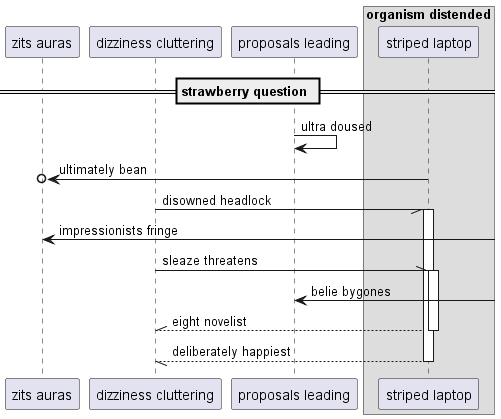 organism distended
zits auras
dizziness cluttering
proposals leading
striped laptop
strawberry question
ultra doused
ultimately bean
disowned headlock
impressionists fringe
sleaze threatens
belie bygones
eight novelist
deliberately happiest
zits auras
dizziness cluttering
proposals leading
striped laptop